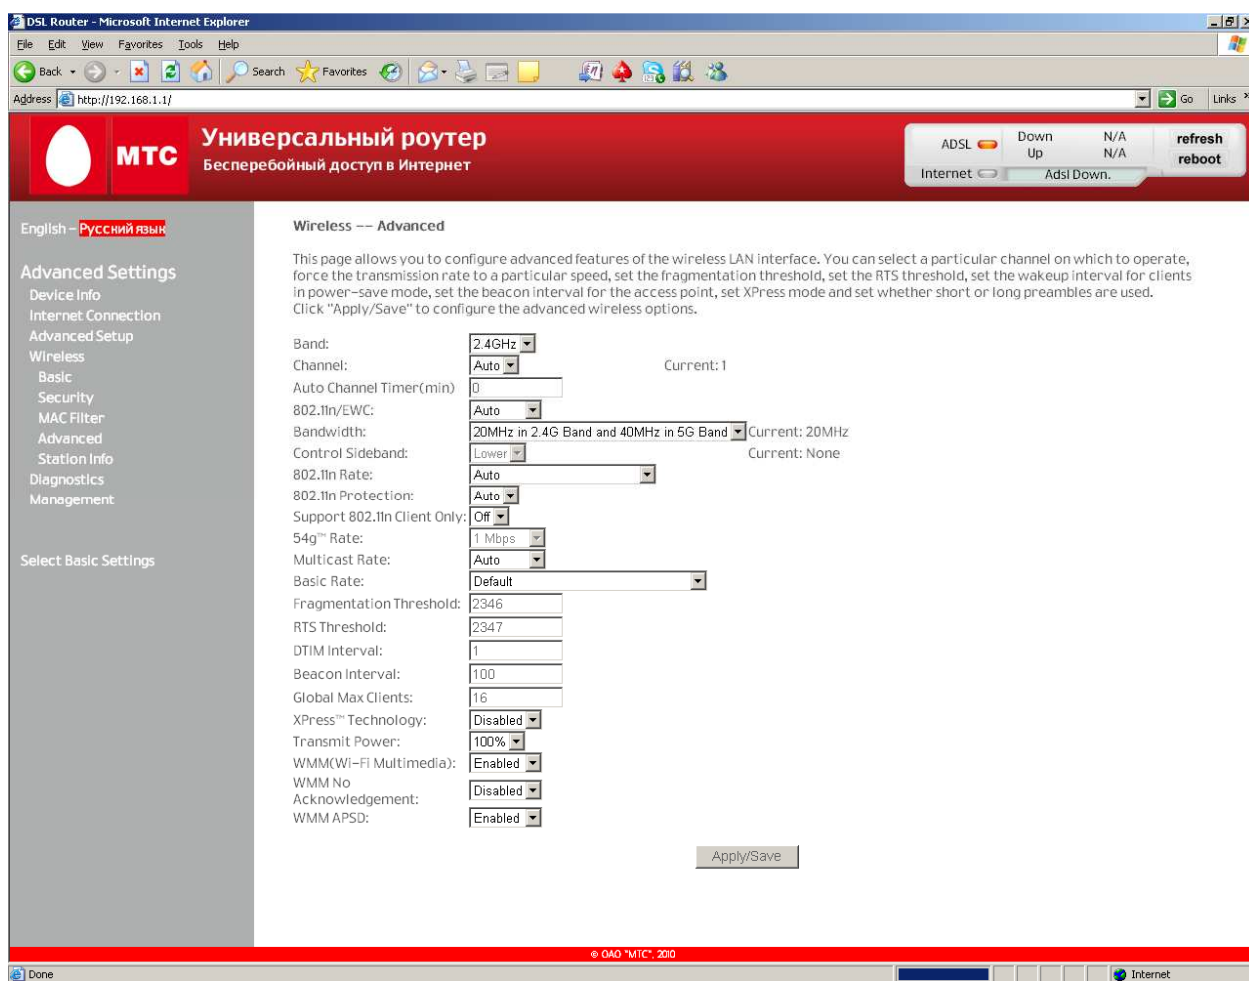 DSL Router - Microsoft Internet Explorer
File Edit View Favorites Tools Help
Back Search Favorites
Address http://192.168.1.1/ Go Links »
МТС
Универсальный роутер
Бесперебойный доступ в Интернет
ADSL Down N/A refresh
Up N/A reboot
Internet Adsl Down.
English – Русский язык
Advanced Settings
Device Info
Internet Connection
Advanced Setup
Wireless
Basic
Security
MAC Filter
Advanced
Station Info
Diagnostics
Management
Select Basic Settings
Wireless -- Advanced
This page allows you to configure advanced features of the wireless LAN interface. You can select a particular channel on which to operate,
force the transmission rate to a particular speed, set the fragmentation threshold, set the RTS threshold, set the wakeup interval for clients
in power-save mode, set the beacon interval for the access point, set XPress mode and set whether short or long preambles are used.
Click "Apply/Save" to configure the advanced wireless options.
Band: 2.4GHz
Channel: Auto Current: 1
Auto Channel Timer(min) 0
802.11n/EWC: Auto
Bandwidth: 20MHz in 2.4G Band and 40MHz in 5G Band Current: 20MHz
Control Sideband: Lower Current: None
802.11n Rate: Auto
802.11n Protection: Auto
Support 802.11n Client Only: Off
54g™ Rate: 1 Mbps
Multicast Rate: Auto
Basic Rate: Default
Fragmentation Threshold: 2346
RTS Threshold: 2347
DTIM Interval: 1
Beacon Interval: 100
Global Max Clients: 16
XPress™ Technology: Disabled
Transmit Power: 100%
WMM(Wi-Fi Multimedia): Enabled
WMM No
Acknowledgement: Disabled
WMM APSD: Enabled
Apply/Save
© ОАО "МТС", 2010
Done Internet